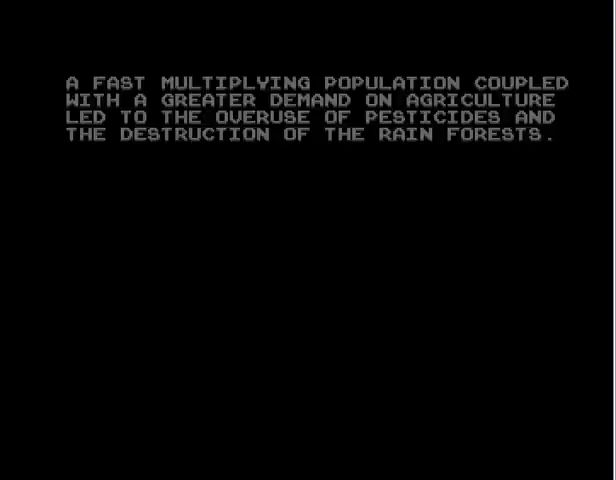 A FAST MULTIPLYING POPULATION COUPLED
WITH A GREATER DEMAND ON AGRICULTURE
LED TO THE OVERUSE OF PESTICIDES AND
THE DESTRUCTION OF THE RAIN FORESTS.